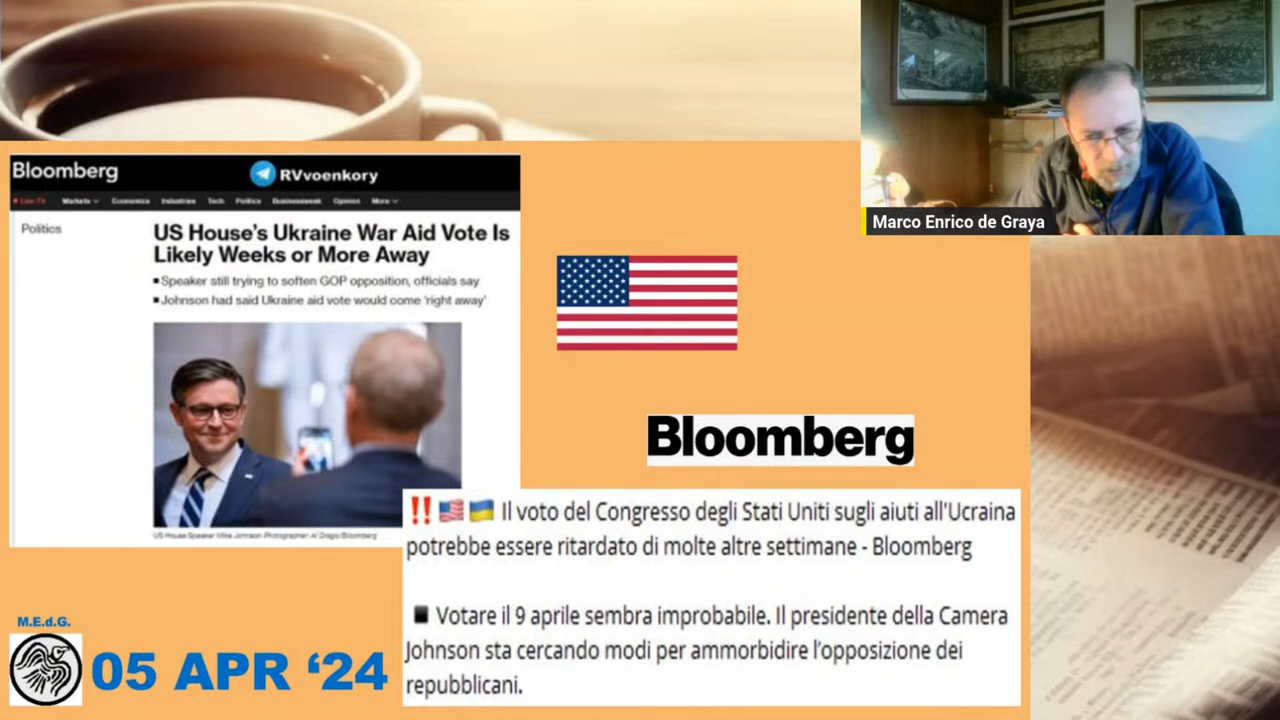 Marco Enrico de Graya
Bloomberg
RVvoenkory
Live TV Markets Economics Industries Tech Politics Businessweek Opinion More
Politics
US House's Ukraine War Aid Vote Is
Likely Weeks or More Away
Speaker still trying to soften GOP opposition, officials say
Johnson had said Ukraine aid vote would come 'right away'
US House Speaker Mike Johnson Photographer: Al Drago/Bloomberg
Bloomberg
‼️🇺🇸🇺🇦 Il voto del Congresso degli Stati Uniti sugli aiuti all'Ucraina
potrebbe essere ritardato di molte altre settimane - Bloomberg
◾ Votare il 9 aprile sembra improbabile. Il presidente della Camera
Johnson sta cercando modi per ammorbidire l'opposizione dei
repubblicani.
M.E.d.G.
05 APR ‘24